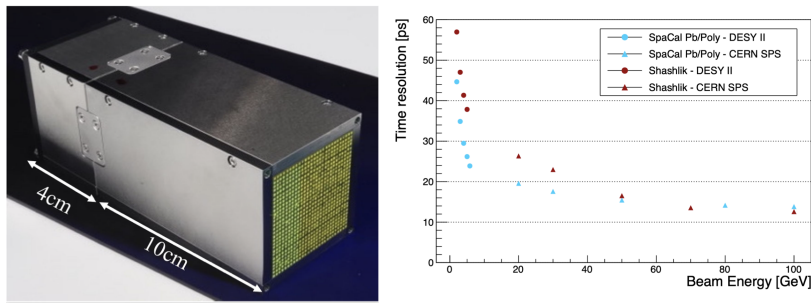 4cm
10cm
Time resolution [ps]
60
50
40
30
20
10
0
SpaCal Pb/Poly - DESY II
SpaCal Pb/Poly - CERN SPS
Shashlik - DESY II
Shashlik - CERN SPS
0 20 40 60 80 100
Beam Energy [GeV]